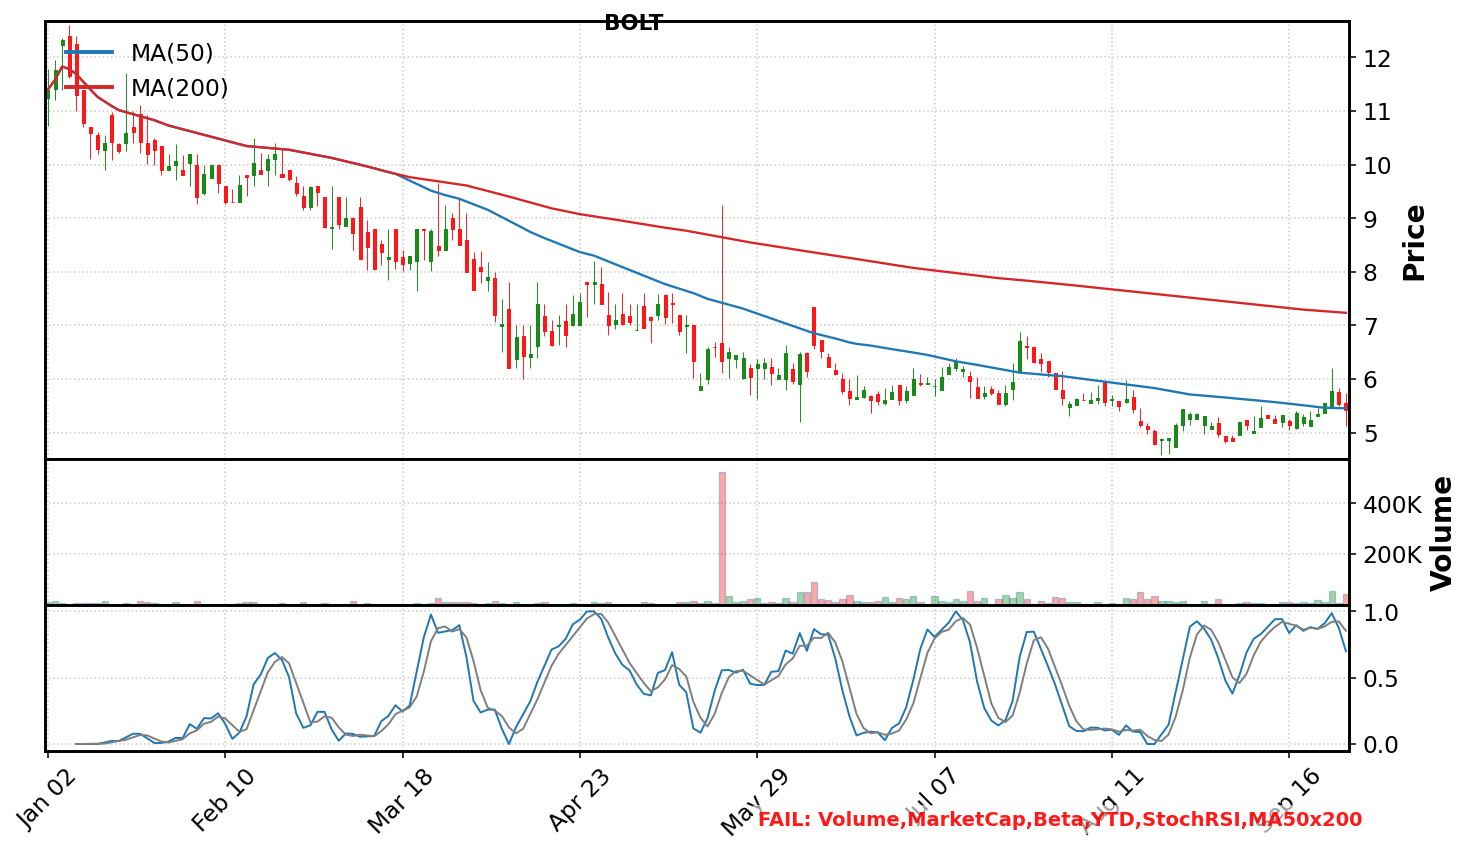 BOLT
MA(50)
MA(200)
12
11
10
9
8
7
6
5
Price
400K
200K
Volume
1.0
0.5
0.0
Jan 02
Feb 10
Mar 18
Apr 23
May 29
Jul 07
Aug 11
Sep 16
FAIL: Volume,MarketCap,Beta,YTD,StochRSI,MA50x200